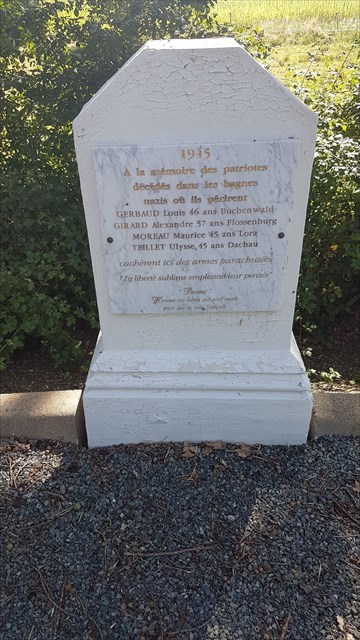 1945
A la mémoire des patriotes
décédés dans les bagnes
nazis où ils périrent
GERBAUD Louis 46 ans Buchenwald
GIRARD Alexandre 57 ans Flossenburg
MOREAU Maurice 45 ans Lora
TEILLET Ulysse 45 ans Dachau
cachèrent ici des armes parachutées
"La liberté sublime emplissait leur pensée"
Passant